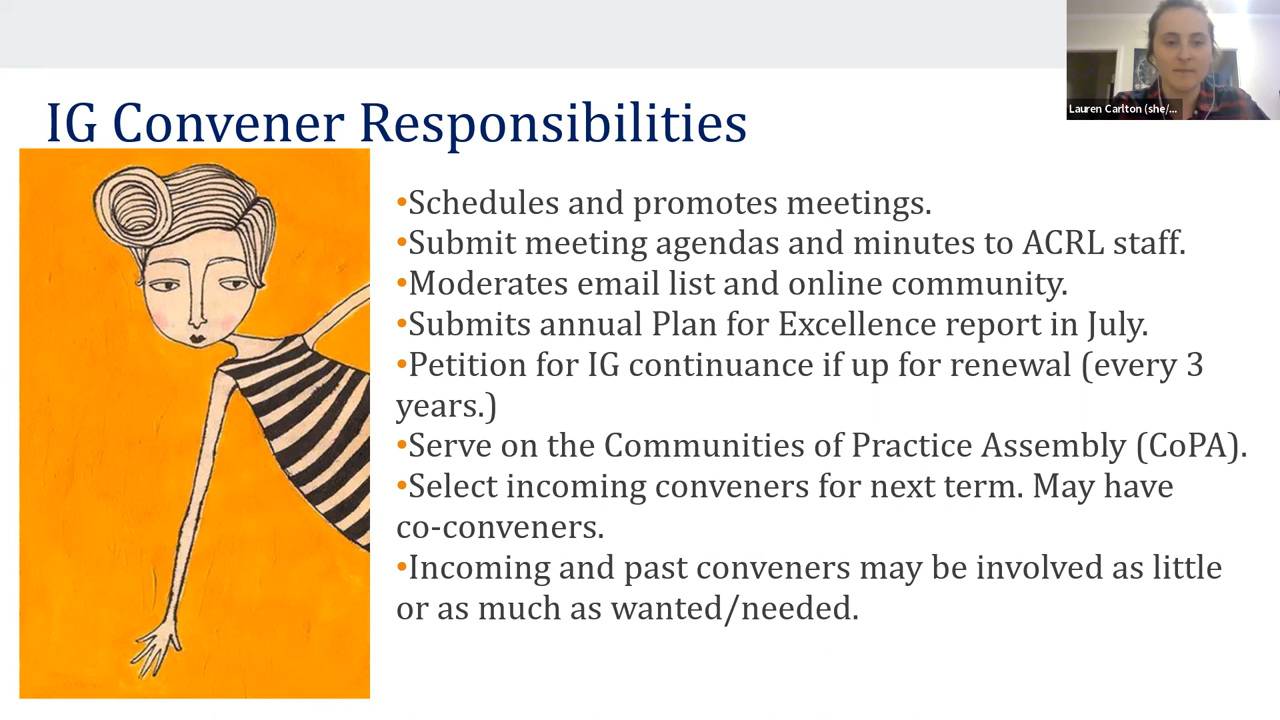 Lauren Carlton (she/...
IG Convener Responsibilities
•Schedules and promotes meetings.
•Submit meeting agendas and minutes to ACRL staff.
•Moderates email list and online community.
•Submits annual Plan for Excellence report in July.
•Petition for IG continuance if up for renewal (every 3
years.)
•Serve on the Communities of Practice Assembly (CoPA).
•Select incoming conveners for next term. May have
co-conveners.
•Incoming and past conveners may be involved as little
or as much as wanted/needed.